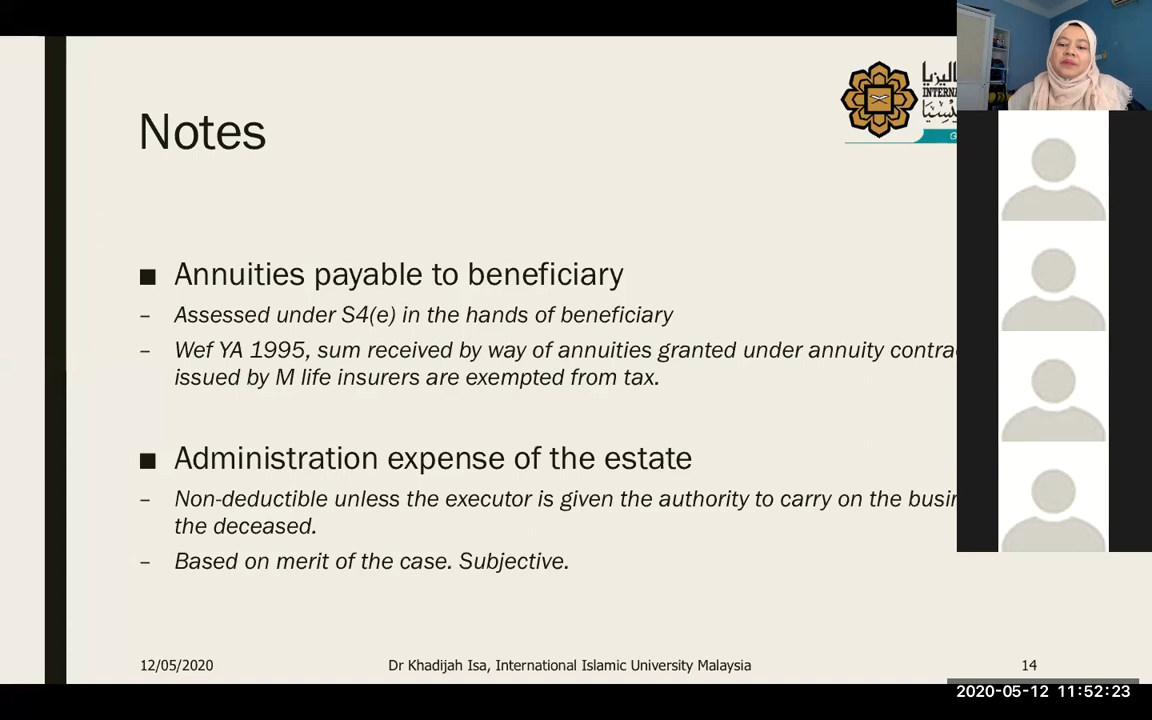 Notes
■ Annuities payable to beneficiary
– Assessed under S4(e) in the hands of beneficiary
– Wef YA 1995, sum received by way of annuities granted under annuity
issued by M life insurers are exempted from tax.
■ Administration expense of the estate
– Non-deductible unless the executor is given the authority to carry on the
the deceased.
– Based on merit of the case. Subjective.
12/05/2020
Dr Khadijah Isa, International Islamic University Malaysia
14
2020-05-12 11:52:23